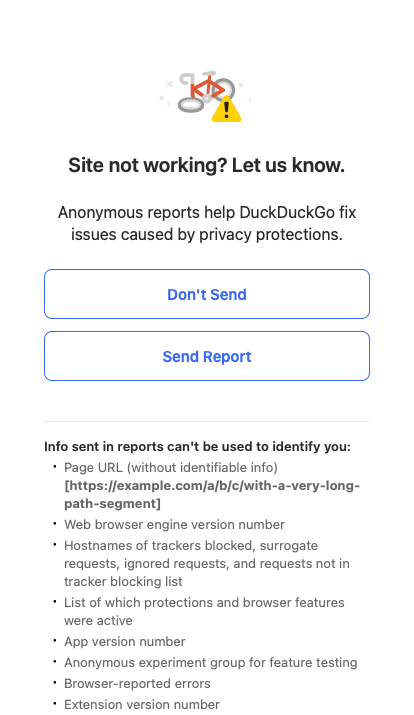 Site not working? Let us know.
Anonymous reports help DuckDuckGo fix
issues caused by privacy protections.
Don't Send
Send Report
Info sent in reports can't be used to identify you:
• Page URL (without identifiable info)
[https://example.com/a/b/c/with-a-very-long-
path-segment]
• Web browser engine version number
• Hostnames of trackers blocked, surrogate
requests, ignored requests, and requests not in
tracker blocking list
• List of which protections and browser features
were active
• App version number
• Anonymous experiment group for feature testing
• Browser-reported errors
• Extension version number